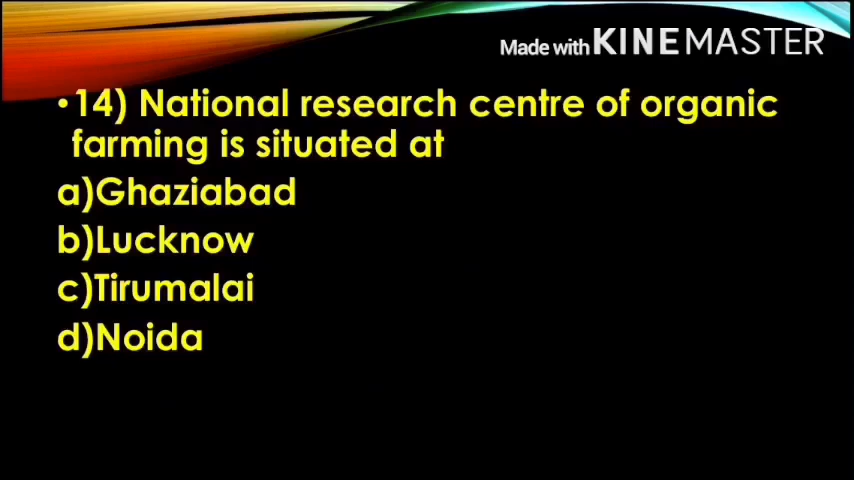 Made with KINEMASTER
•14) National research centre of organic
farming is situated at
a)Ghaziabad
b)Lucknow
c)Tirumalai
d)Noida